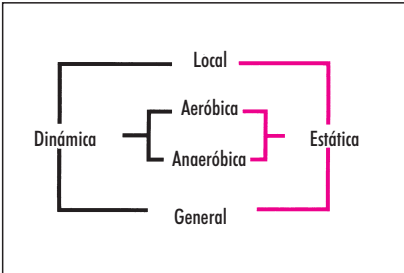 Local
Aeróbica
Dinámica
Estática
Anaeróbica
General